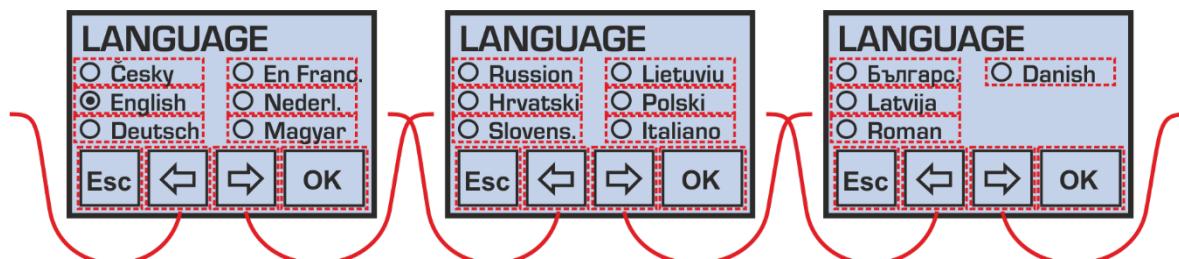 LANGUAGE
Česky
English
Deutsch
En Franc.
Nederl.
Magyar
Esc
OK
LANGUAGE
Russion
Hrvatski
Slovens.
Lietuviu
Polski
Italiano
Esc
OK
LANGUAGE
Българс.
Latvija
Roman
Danish
Esc
OK